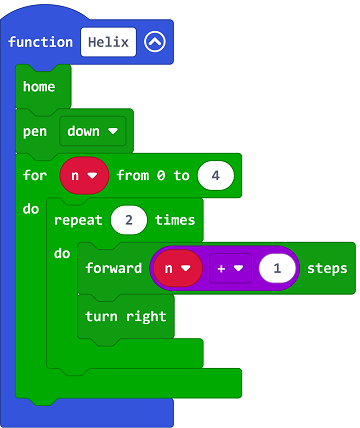 function Helix
home
pen down
for n from 0 to 4
do
repeat 2 times
do
forward n + 1 steps
turn right